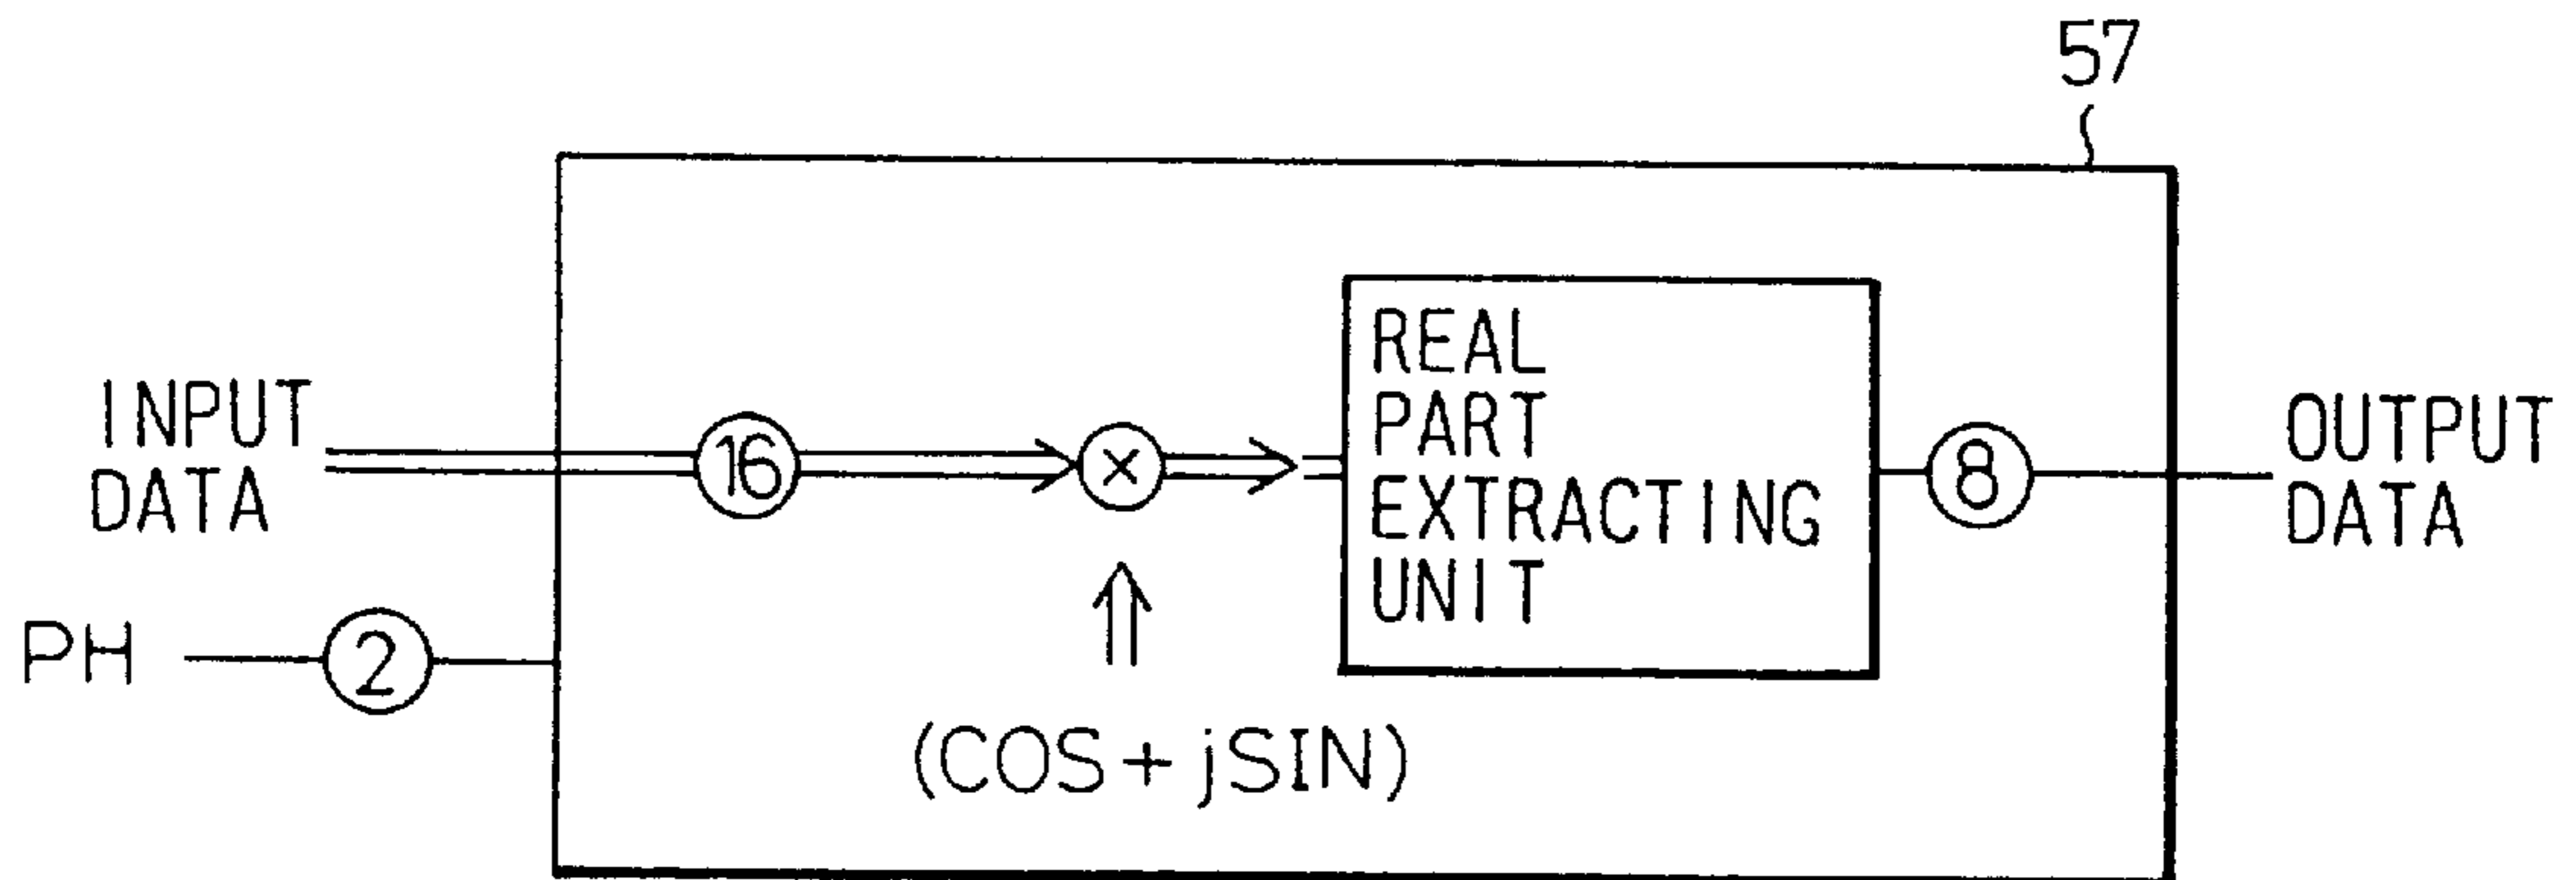 57
INPUT
DATA
16
×
REAL
PART
EXTRACTING
UNIT
8
OUTPUT
DATA
PH
2
(COS + jSIN)